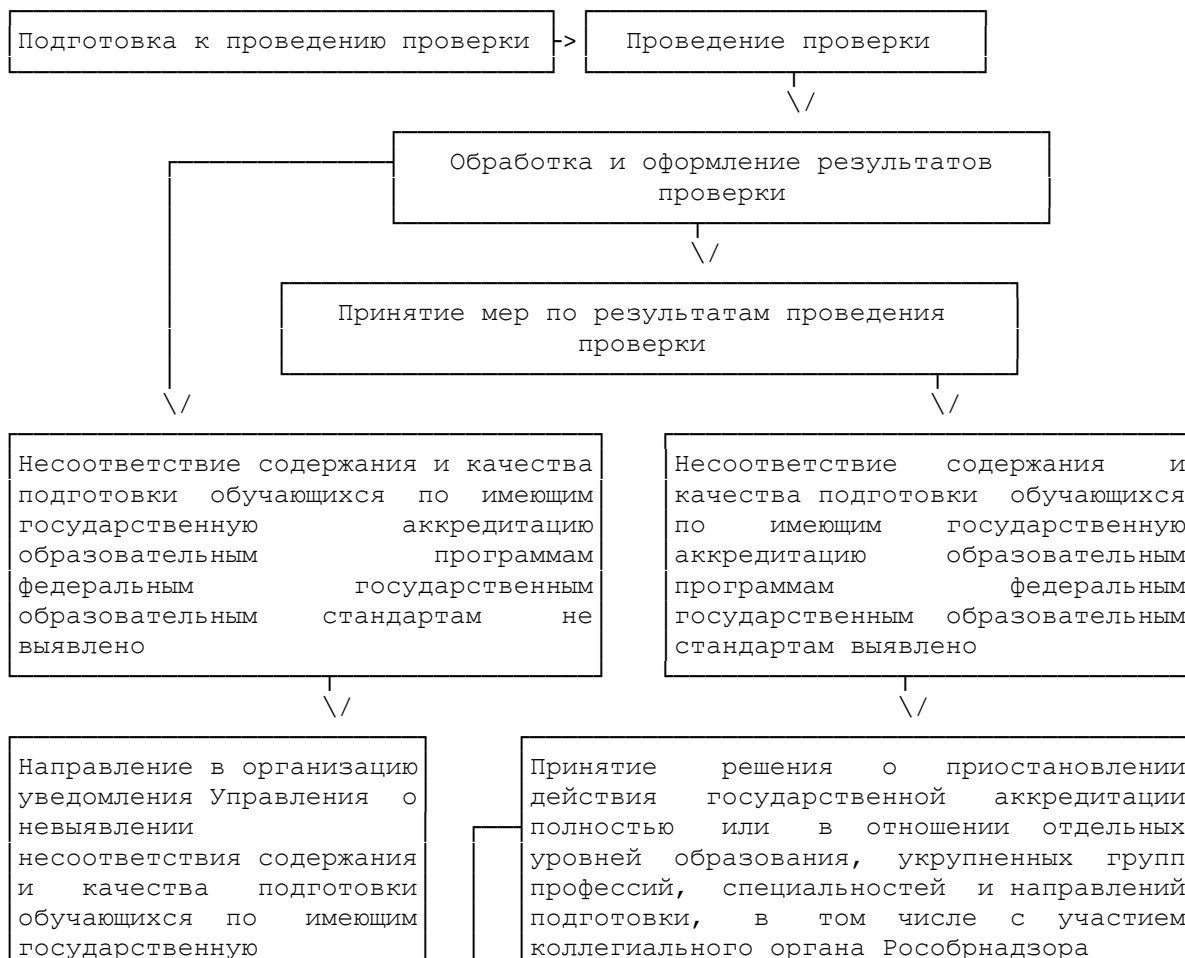 Подготовка к проведению проверки -> Проведение проверки
\/
Обработка и оформление результатов
проверки
\/
Принятие мер по результатам проведения
проверки
\/ \/
Несоответствие содержания и качества
подготовки обучающихся по имеющим
государственную аккредитацию
образовательным программам
федеральным государственным
образовательным стандартам не
выявлено
Несоответствие содержания и
качества подготовки обучающихся
по имеющим государственную
аккредитацию образовательным
программам федеральным
государственным образовательным
стандартам выявлено
\/ \/
Направление в организацию
уведомления Управления о
невыявлении
несоответствия содержания
и качества подготовки
обучающихся по имеющим
государственную
Принятие решения о приостановлении
действия государственной аккредитации
полностью или в отношении отдельных
уровней образования, укрупненных групп
профессий, специальностей и направлений
подготовки, в том числе с участием
коллегиального органа Рособрнадзора